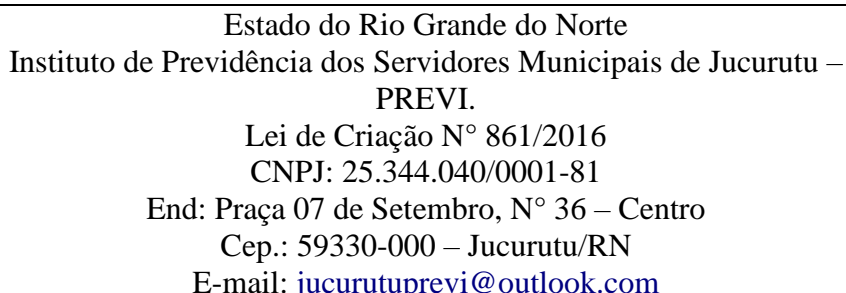 Estado do Rio Grande do Norte
Instituto de Previdência dos Servidores Municipais de Jucurutu –
PREVI.
Lei de Criação N° 861/2016
CNPJ: 25.344.040/0001-81
End: Praça 07 de Setembro, N° 36 – Centro
Cep.: 59330-000 – Jucurutu/RN
E-mail: jucurutuprevi@outlook.com